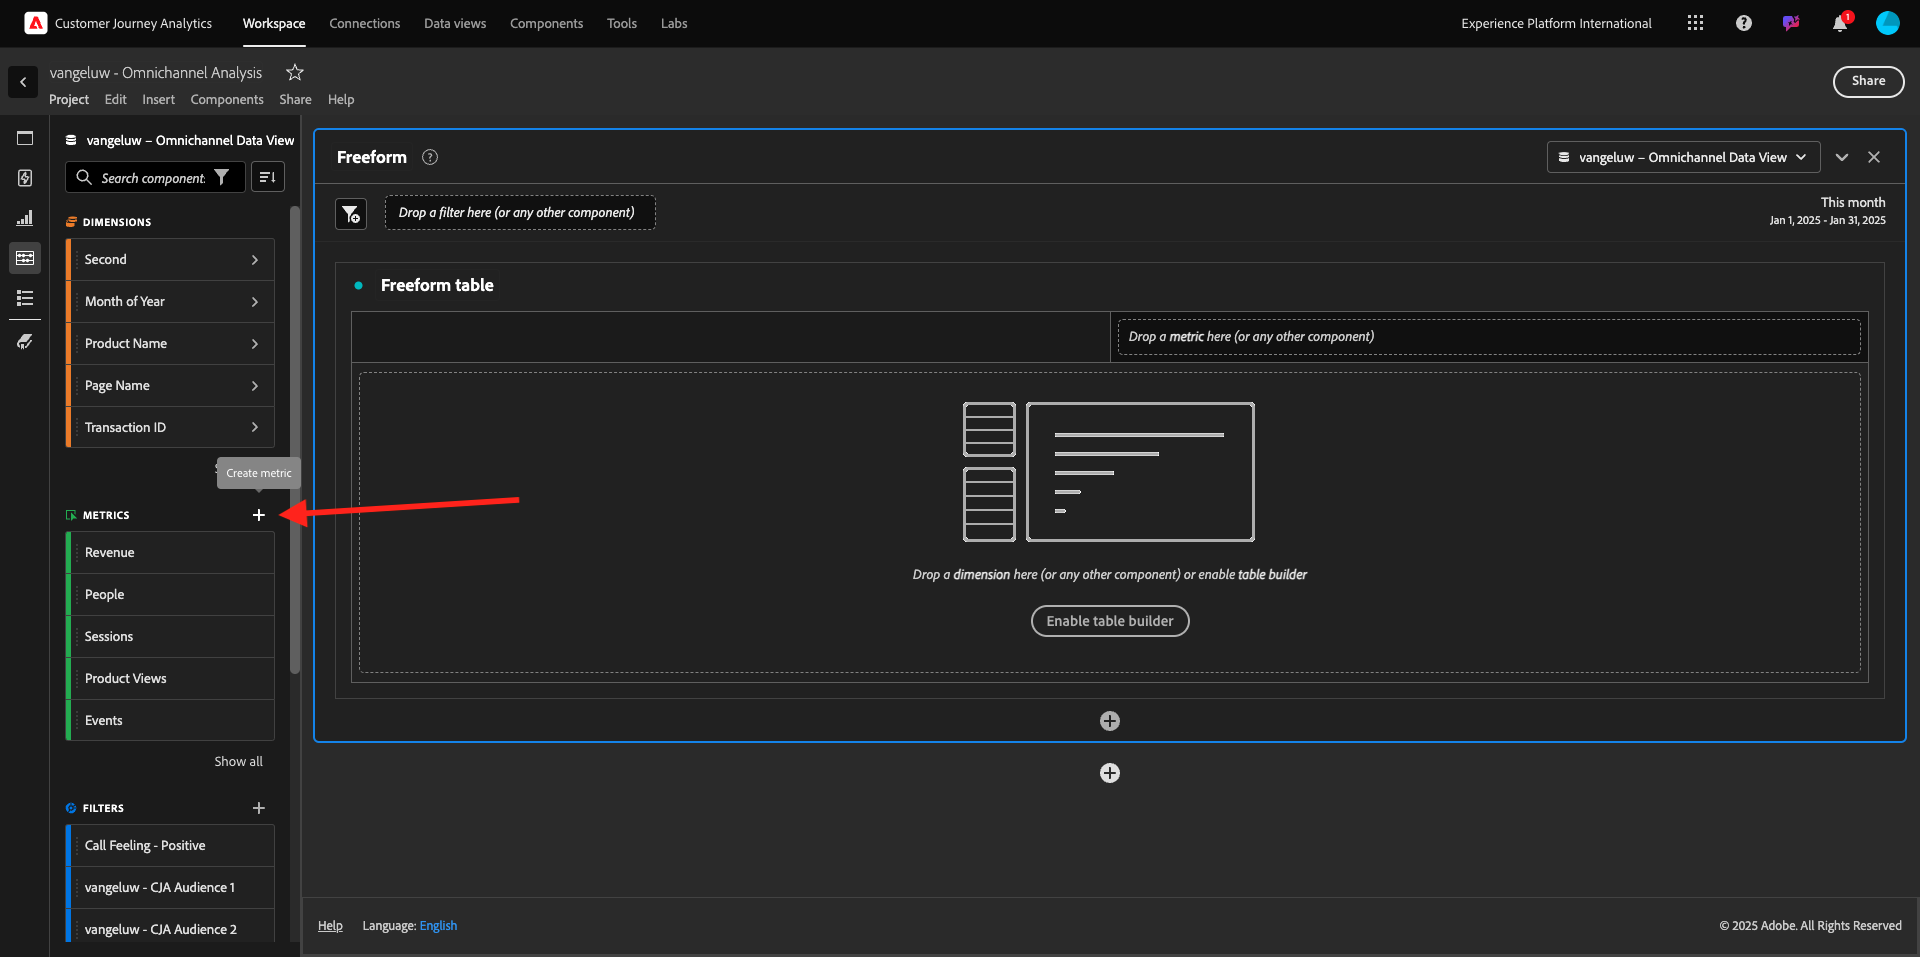 Customer Journey Analytics
Workspace
Connections
Data views
Components
Tools
Labs
Experience Platform International
1
vangeluw - Omnichannel Analysis
Project
Edit
Insert
Components
Share
Help
Share
vangeluw – Omnichannel Data View
Search component:
DIMENSIONS
Second
Month of Year
Product Name
Page Name
Transaction ID
Create metric
METRICS
Revenue
People
Sessions
Product Views
Events
Show all
FILTERS
Call Feeling - Positive
vangeluw - CJA Audience 1
vangeluw - CJA Audience 2
Freeform
vangeluw – Omnichannel Data View
Drop a filter here (or any other component)
This month
Jan 1, 2025 - Jan 31, 2025
Freeform table
Drop a metric here (or any other component)
Drop a dimension here (or any other component) or enable table builder
Enable table builder
Help
Language: English
© 2025 Adobe. All Rights Reserved